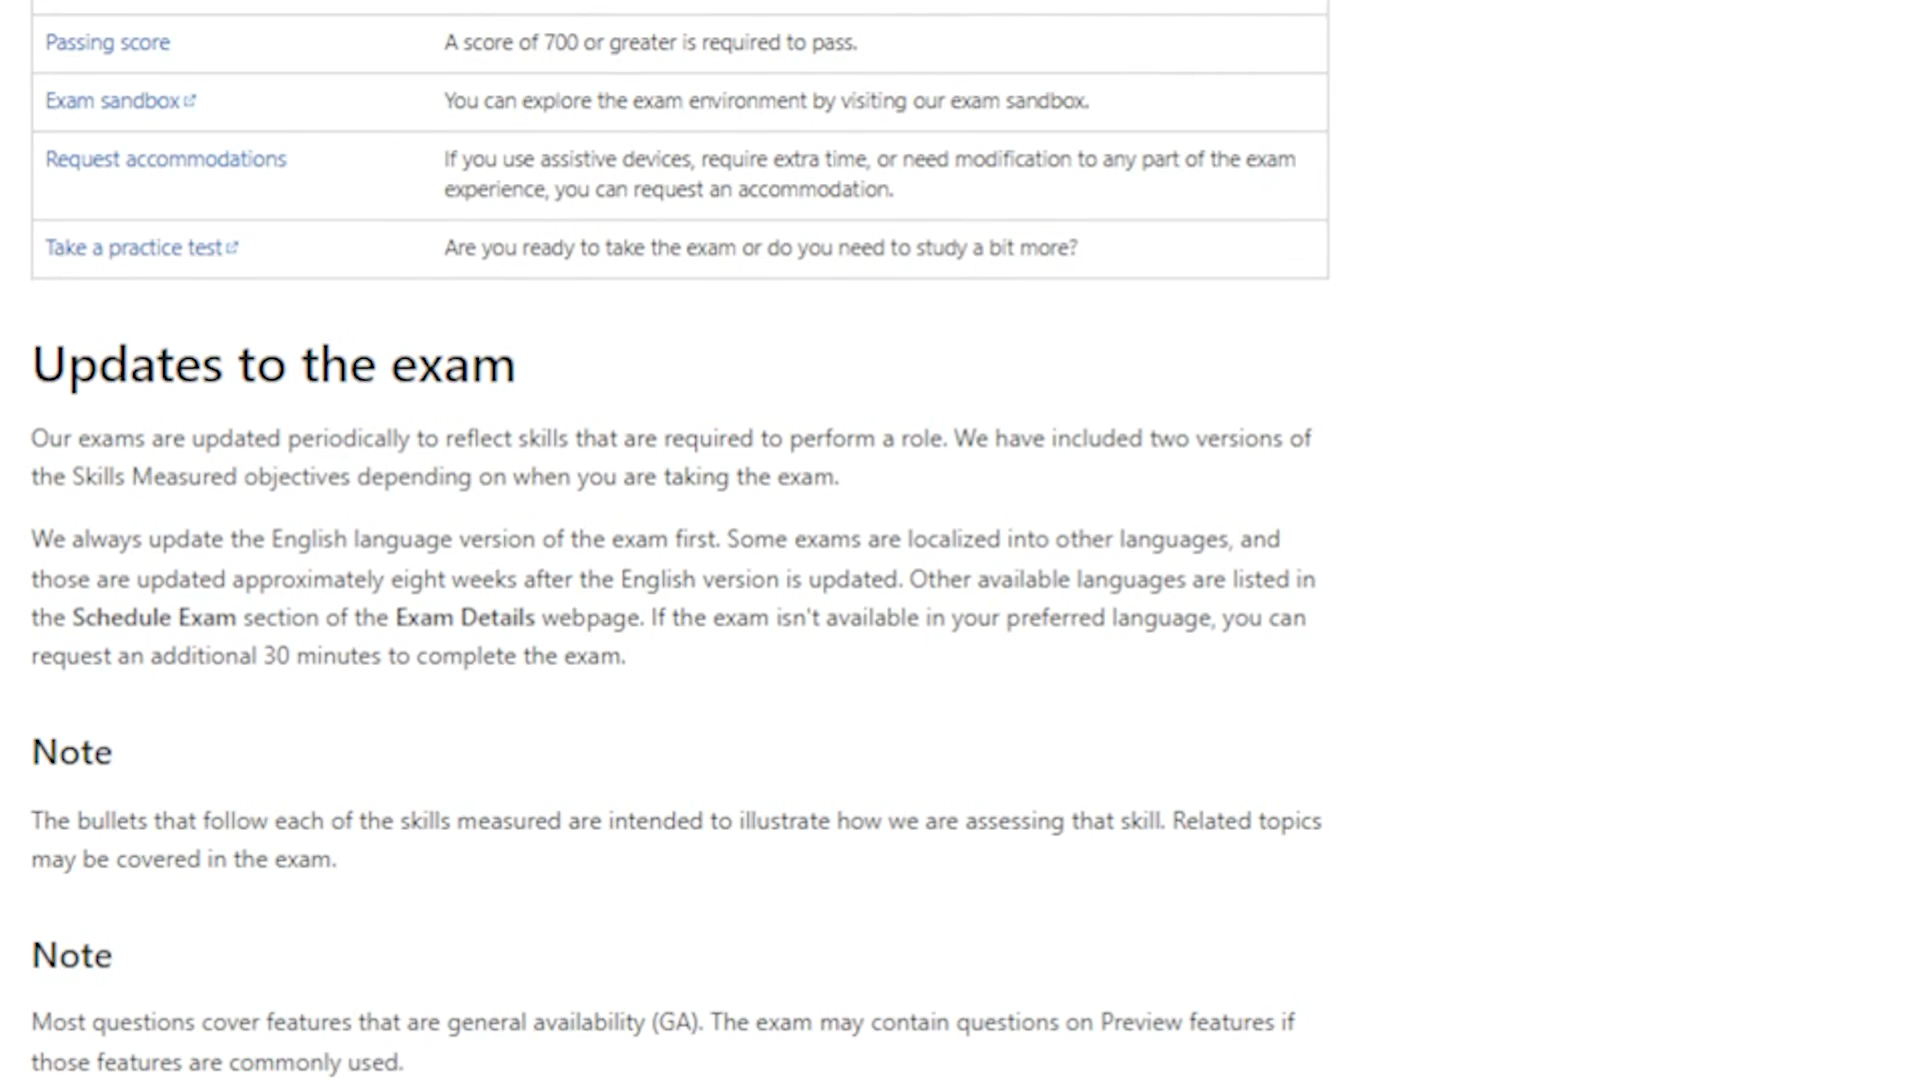 Passing score
A score of 700 or greater is required to pass.
Exam sandbox
You can explore the exam environment by visiting our exam sandbox.
Request accommodations
If you use assistive devices, require extra time, or need modification to any part of the exam
experience, you can request an accommodation.
Take a practice test
Are you ready to take the exam or do you need to study a bit more?
Updates to the exam
Our exams are updated periodically to reflect skills that are required to perform a role. We have included two versions of
the Skills Measured objectives depending on when you are taking the exam.
We always update the English language version of the exam first. Some exams are localized into other languages, and
those are updated approximately eight weeks after the English version is updated. Other available languages are listed in
the Schedule Exam section of the Exam Details webpage. If the exam isn't available in your preferred language, you can
request an additional 30 minutes to complete the exam.
Note
The bullets that follow each of the skills measured are intended to illustrate how we are assessing that skill. Related topics
may be covered in the exam.
Note
Most questions cover features that are general availability (GA). The exam may contain questions on Preview features if
those features are commonly used.